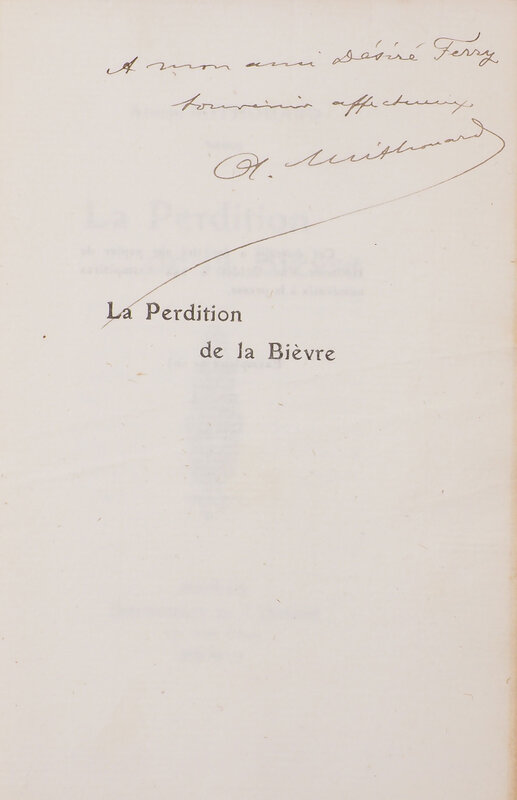 A mon ami Désiré Ferry
souvenir affectueux,
A. Mithouard
La Perdition
de la Bièvre